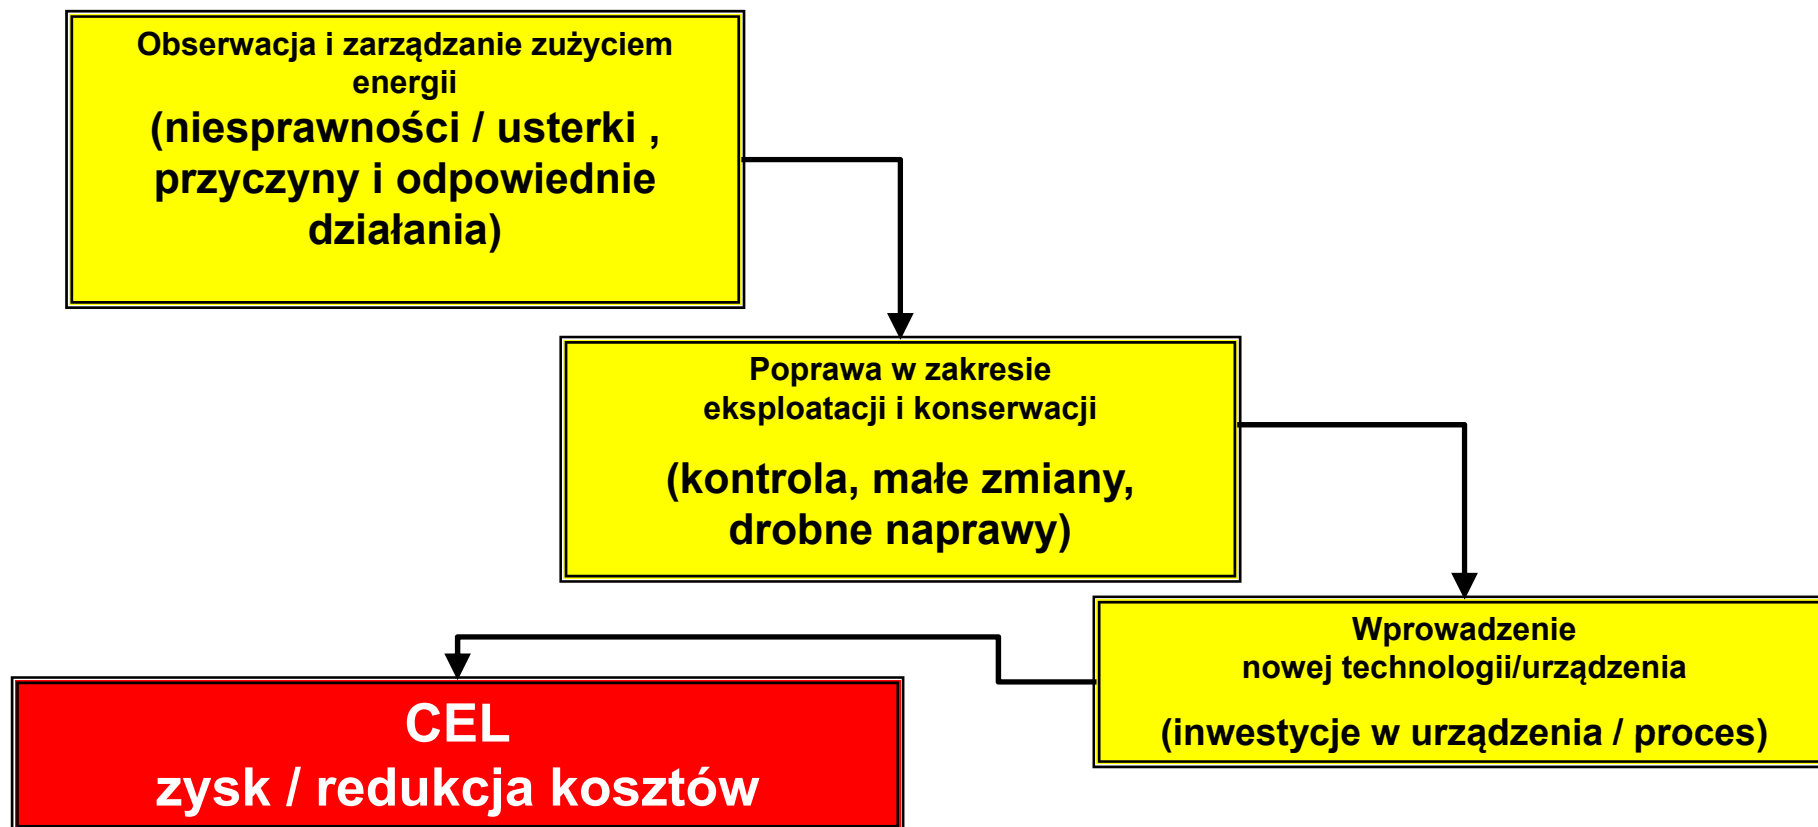 Obserwacja i zarządzanie zużyciem
energii
(niesprawności / usterki ,
przyczyny i odpowiednie
działania)
Poprawa w zakresie
eksploatacji i konserwacji
(kontrola, małe zmiany,
drobne naprawy)
Wprowadzenie
nowej technologii/urządzenia
(inwestycje w urządzenia / proces)
CEL
zysk / redukcja kosztów